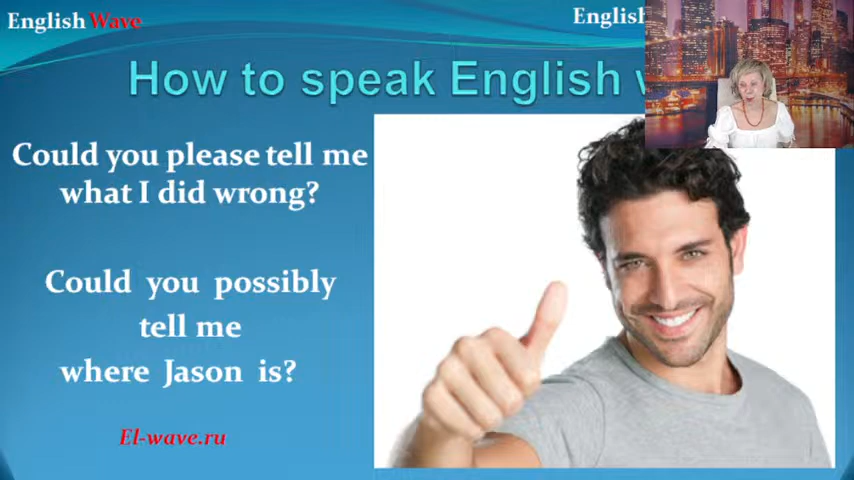 English Wave
English
How to speak English
Could you please tell me
what I did wrong?
Could you possibly
tell me
where Jason is?
El-wave.ru